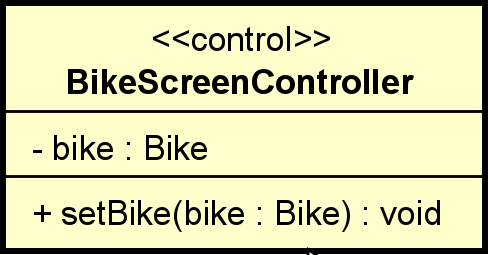 <<control>>
BikeScreenController
- bike : Bike
+ setBike(bike : Bike) : void